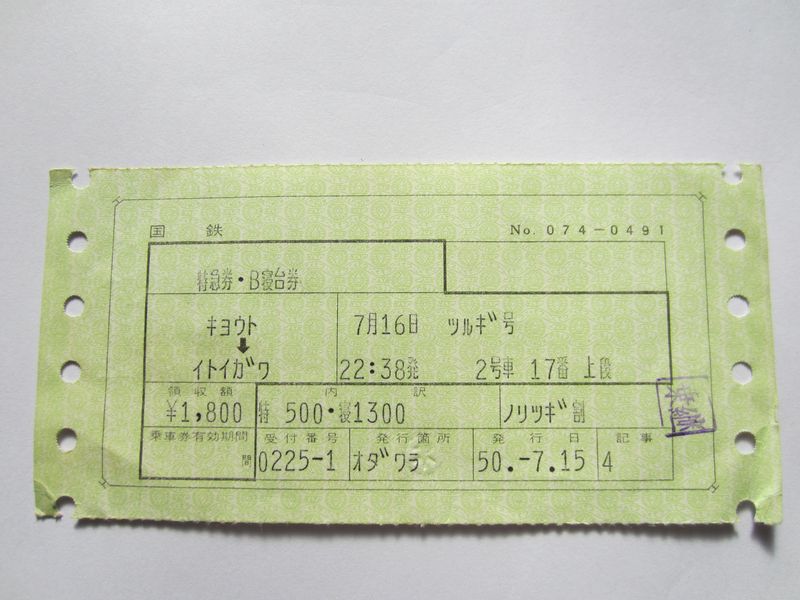 国鉄 No. 074-0491
特急券・B寝台券
キョウト 7月16日 ツルギ号
➡
イトイガワ 22:38発 2号車 17番 上段
領収額 内訳
¥1,800 特 500・寝1300 ノリツギ割
乗車券有効期間 受付番号 発行箇所 発行日 記事
間 0225-1 オダワラ 50.-7.15 4